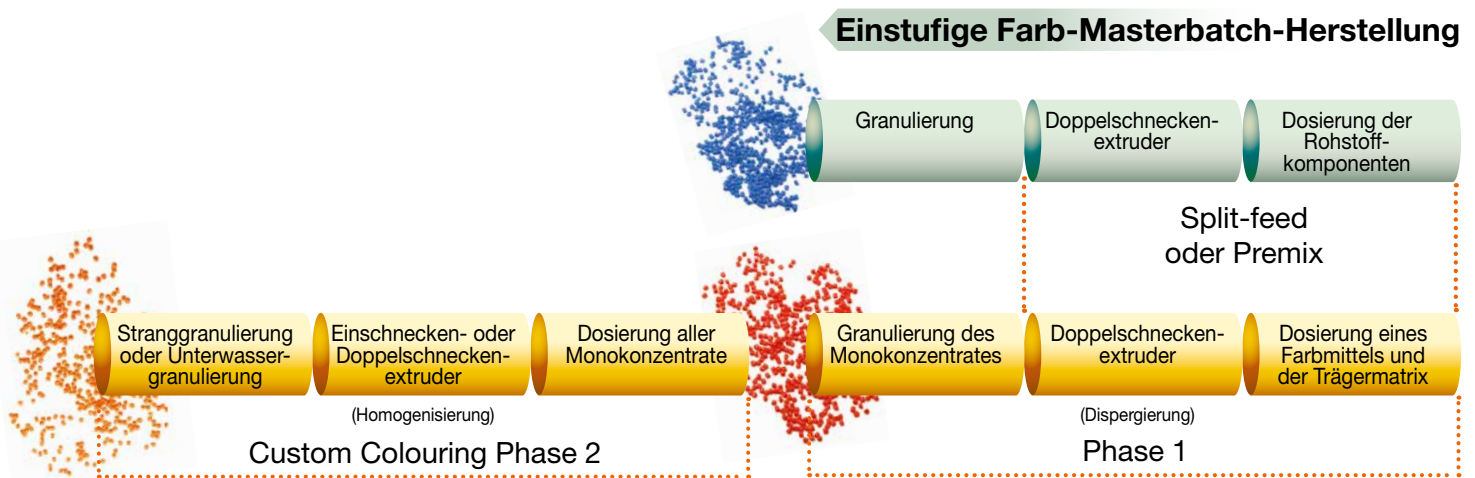 Einstufige Farb-Masterbatch-Herstellung
Granulierung
Doppelschnecken-
extruder
Dosierung der
Rohstoff-
komponenten
Split-feed
oder Premix
Stranggranulierung
oder Unterwasser-
granulierung
Einschnecken- oder
Doppelschnecken-
extruder
Dosierung aller
Monokonzentrate
Granulierung des
Monokonzentrates
Doppelschnecken-
extruder
Dosierung eines
Farbmittels und
der Trägermatrix
(Homogenisierung)
Custom Colouring Phase 2
(Dispergierung)
Phase 1